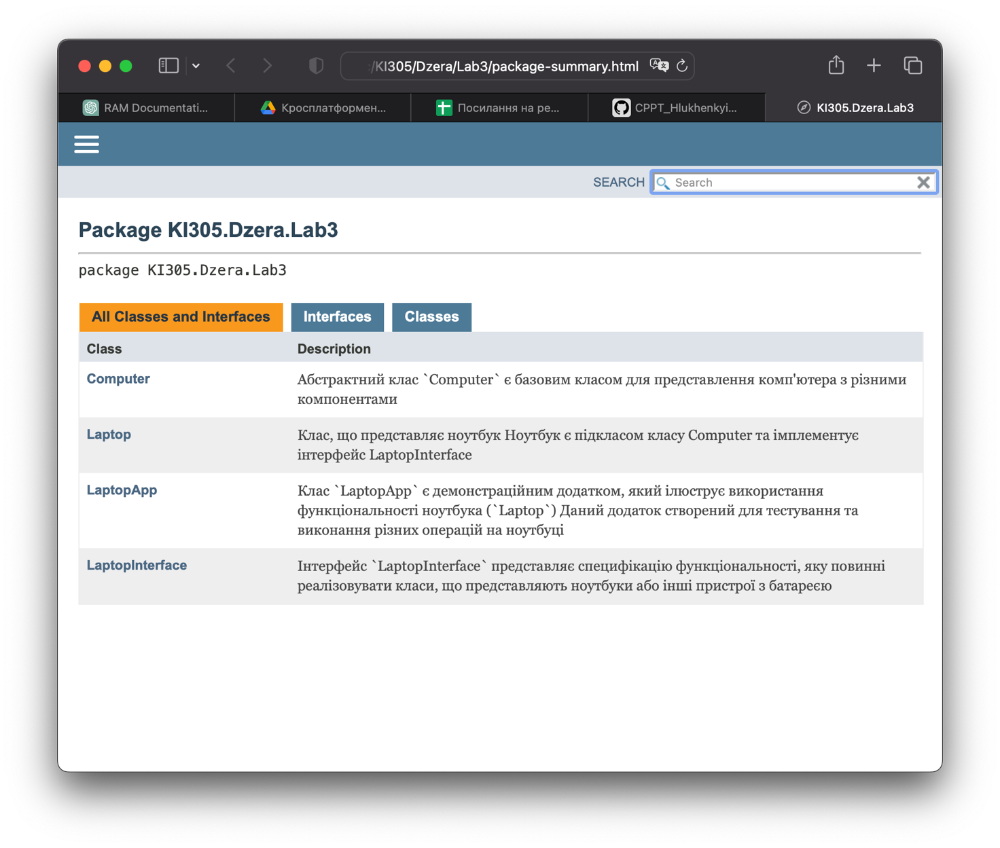 /KI305/Dzera/Lab3/package-summary.html
RAM Documentati...
Кросплатформен...
Посилання на ре...
CPPT_Hlukhenkyi...
KI305.Dzera.Lab3
SEARCH
Search
Package KI305.Dzera.Lab3
package KI305.Dzera.Lab3
All Classes and Interfaces
Interfaces
Classes
Class
Description
Computer
Абстрактний клас `Computer` є базовим класом для представлення комп'ютера з різними
компонентами
Laptop
Клас, що представляє ноутбук Ноутбук є підкласом класу Computer та імплементує
інтерфейс LaptopInterface
LaptopApp
Клас `LaptopApp` є демонстраційним додатком, який ілюструє використання
функціональності ноутбука (`Laptop`) Даний додаток створений для тестування та
виконання різних операцій на ноутбуці
LaptopInterface
Інтерфейс `LaptopInterface` представляє специфікацію функціональності, яку повинні
реалізовувати класи, що представляють ноутбуки або інші пристрої з батареєю